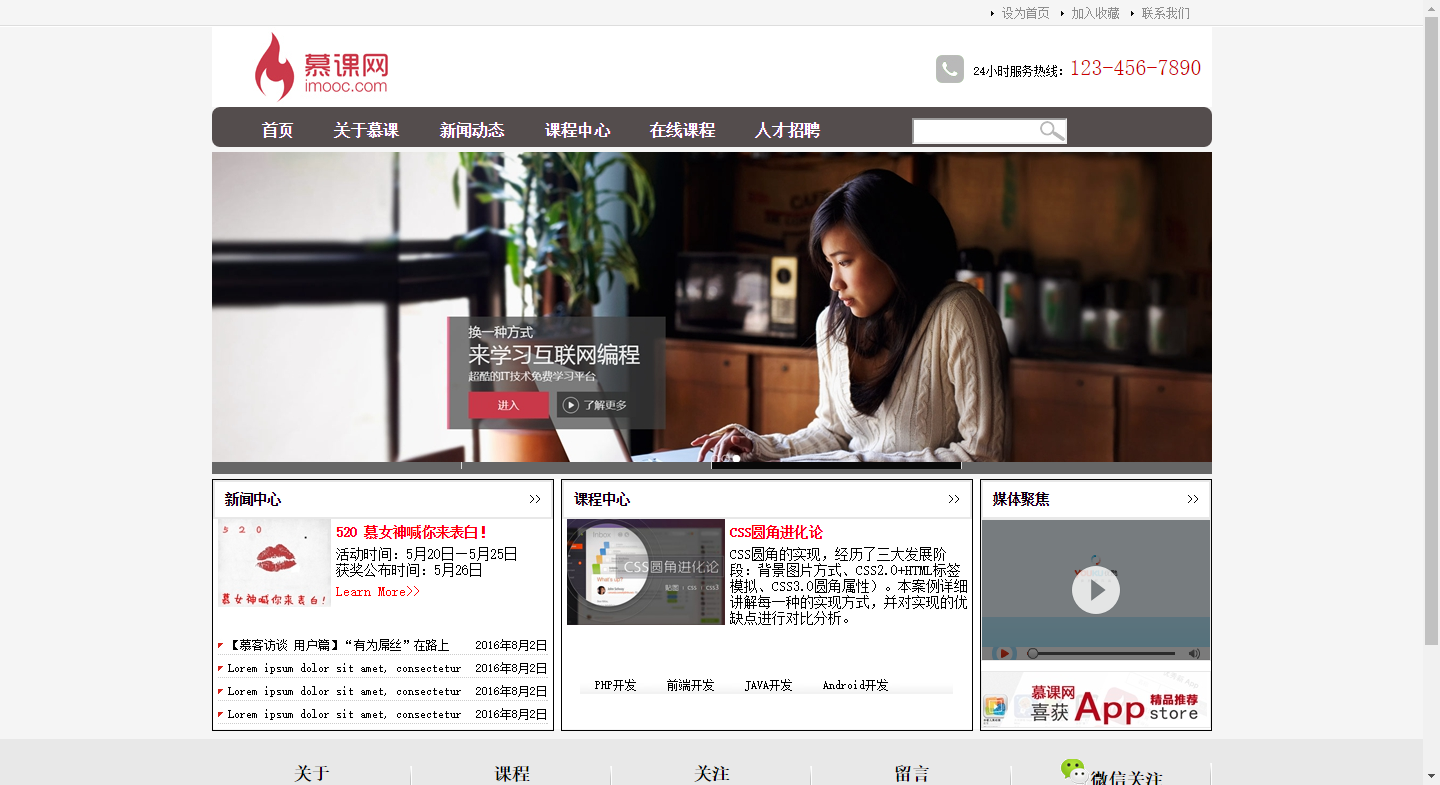 设为首页 加入收藏 联系我们
慕课网
imooc.com
24小时服务热线：123-456-7890
首页 关于慕课 新闻动态 课程中心 在线课程 人才招聘
换一种方式
来学习互联网编程
超酷的IT技术免费学习平台
进入 了解更多
新闻中心 >>
520
慕女神喊你来表白!
520 慕女神喊你来表白！
活动时间：5月20日—5月25日
获奖公布时间：5月26日
Learn More>>
【慕客访谈 用户篇】“有为屌丝”在路上 2016年8月2日
Lorem ipsum dolor sit amet, consectetur 2016年8月2日
Lorem ipsum dolor sit amet, consectetur 2016年8月2日
Lorem ipsum dolor sit amet, consectetur 2016年8月2日
课程中心 >>
Inbox
What's up?
CSS圆角进化论
贴图 | css | css3
CSS圆角进化论
CSS圆角的实现，经历了三大发展阶
段：背景图片方式、CSS2.0+HTML标签
模拟、CSS3.0圆角属性）。本案例详细
讲解每一种的实现方式，并对实现的优
缺点进行对比分析。
PHP开发 前端开发 JAVA开发 Android开发
媒体聚焦 >>
慕课网
喜获 App 精品推荐
store
关于 课程 关注 留言 微信关注